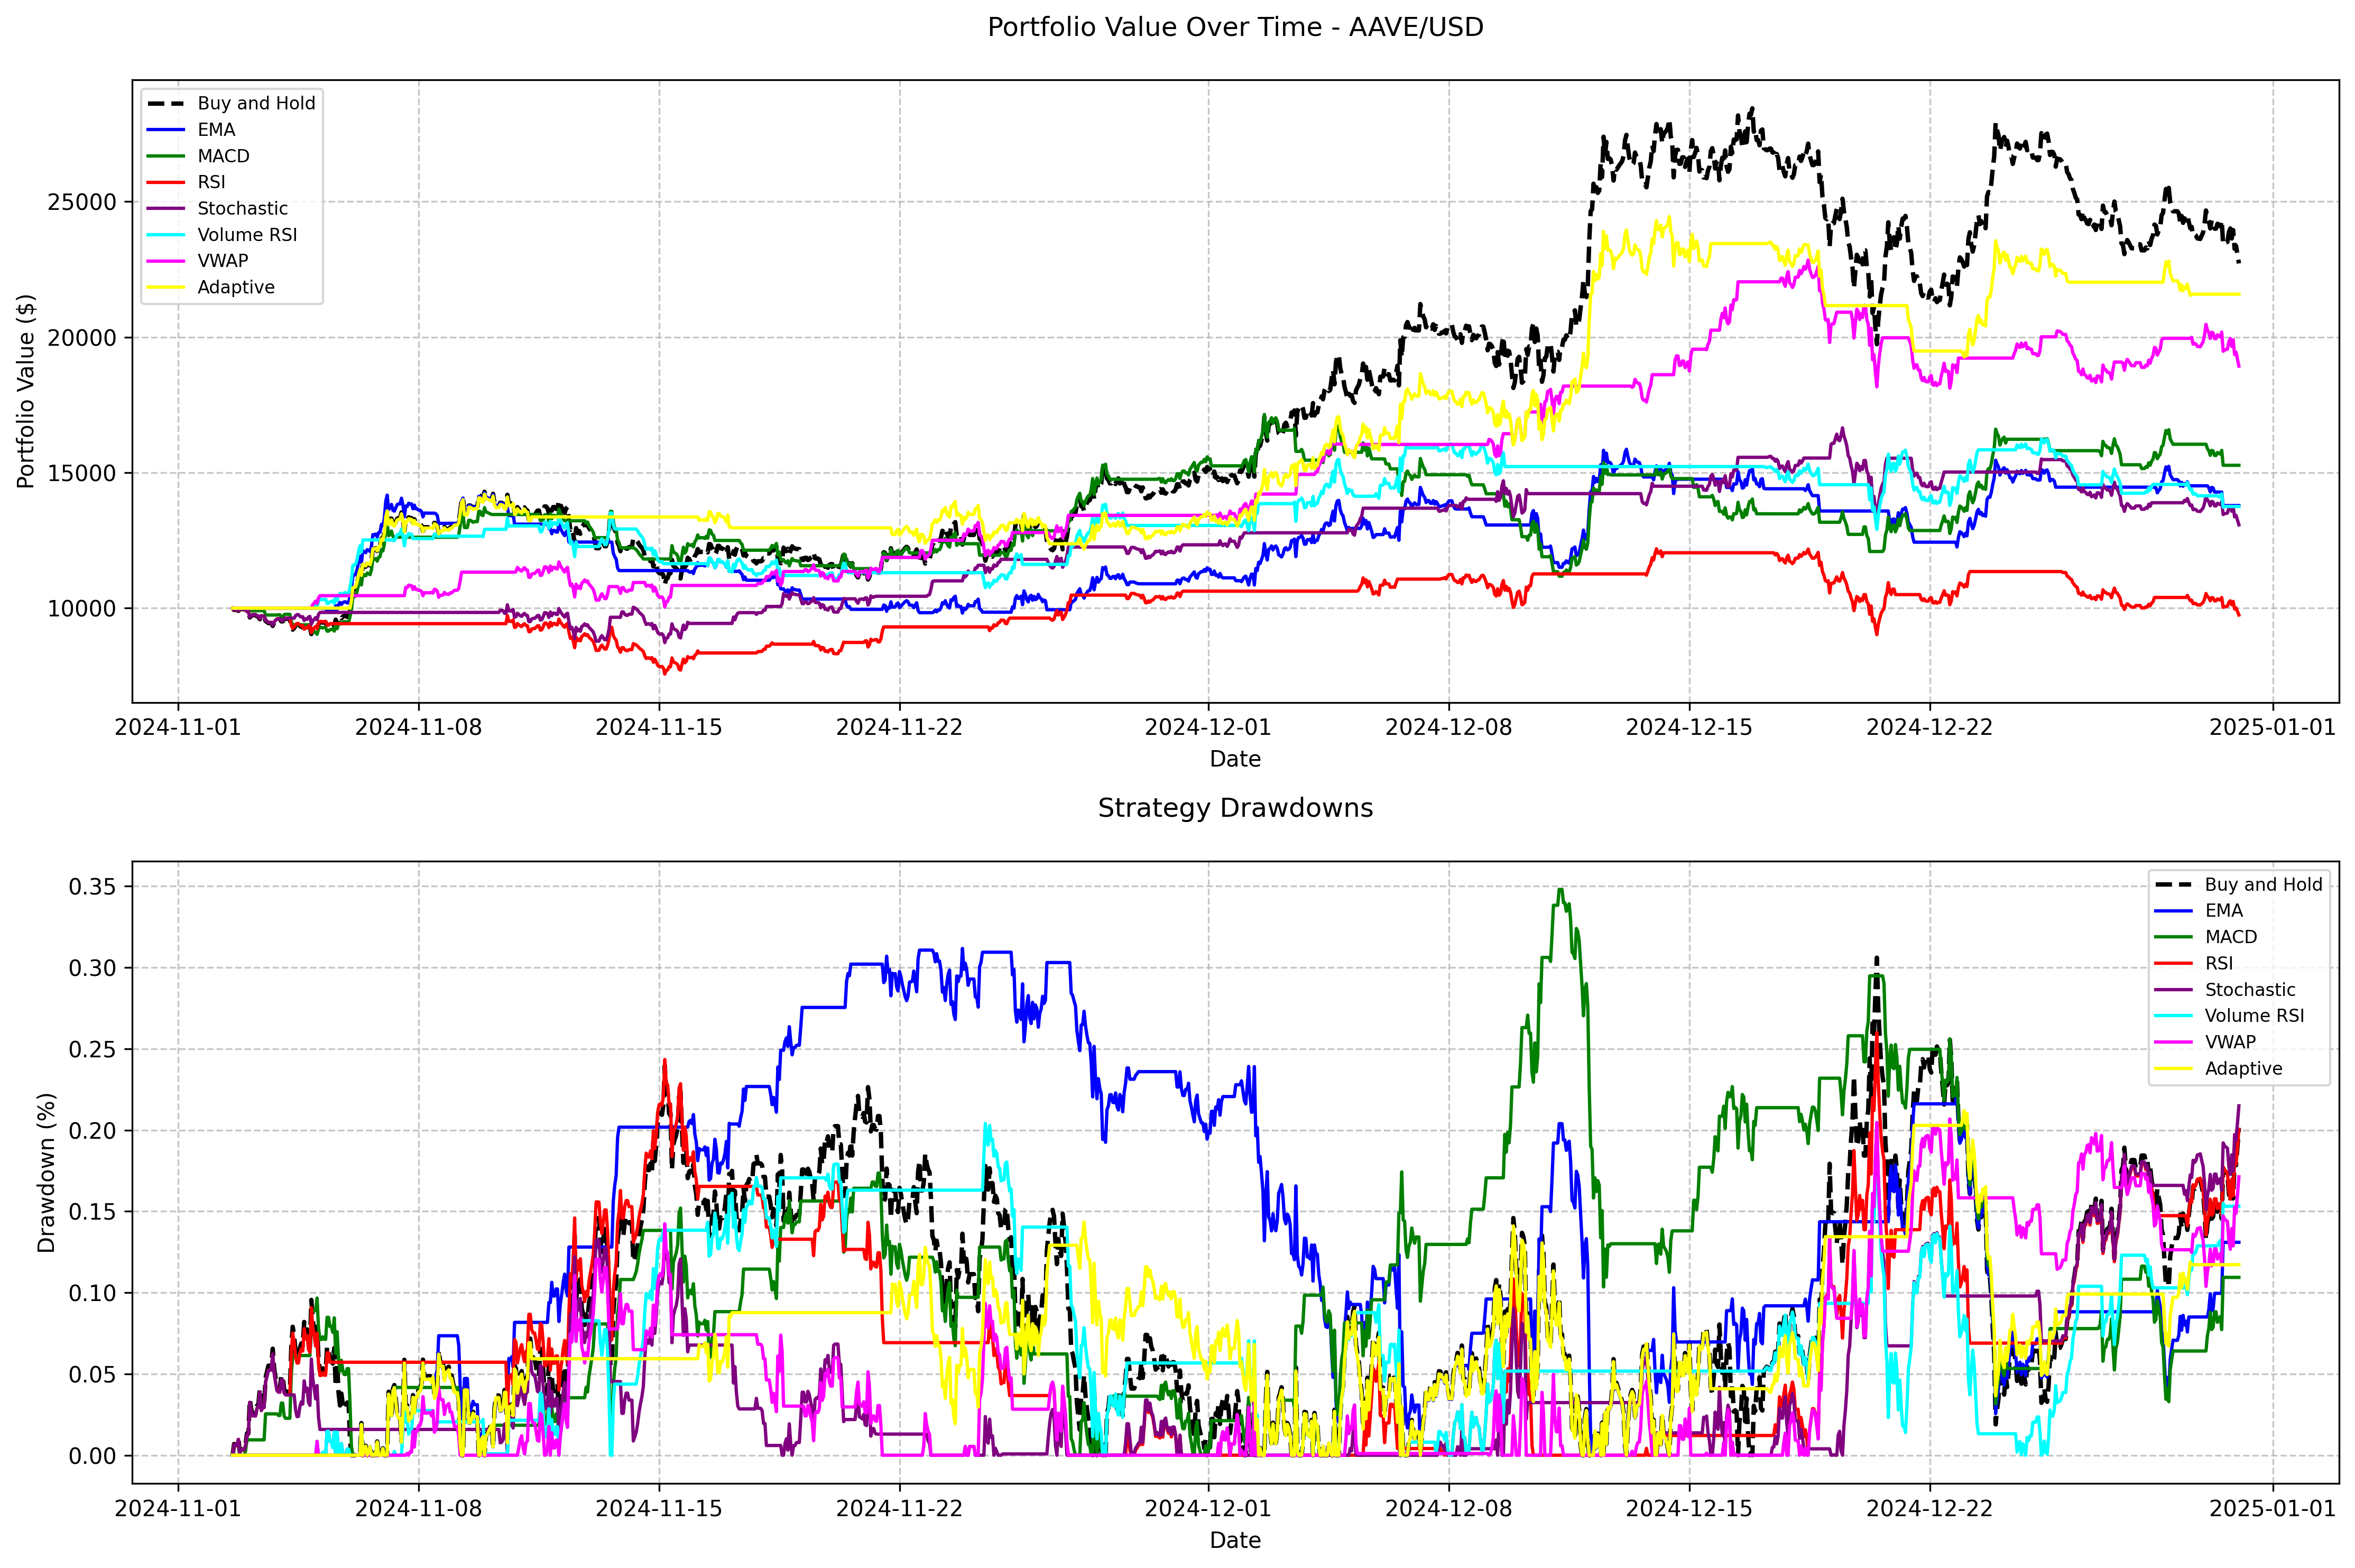 Portfolio Value Over Time - AAVE/USD
Buy and Hold
EMA
MACD
RSI
Stochastic
Volume RSI
VWAP
Adaptive
Portfolio Value ($)
25000
20000
15000
10000
2024-11-01 2024-11-08 2024-11-15 2024-11-22 2024-12-01 2024-12-08 2024-12-15 2024-12-22 2025-01-01
Date
Strategy Drawdowns
Buy and Hold
EMA
MACD
RSI
Stochastic
Volume RSI
VWAP
Adaptive
Drawdown (%)
0.35
0.30
0.25
0.20
0.15
0.10
0.05
0.00
2024-11-01 2024-11-08 2024-11-15 2024-11-22 2024-12-01 2024-12-08 2024-12-15 2024-12-22 2025-01-01
Date